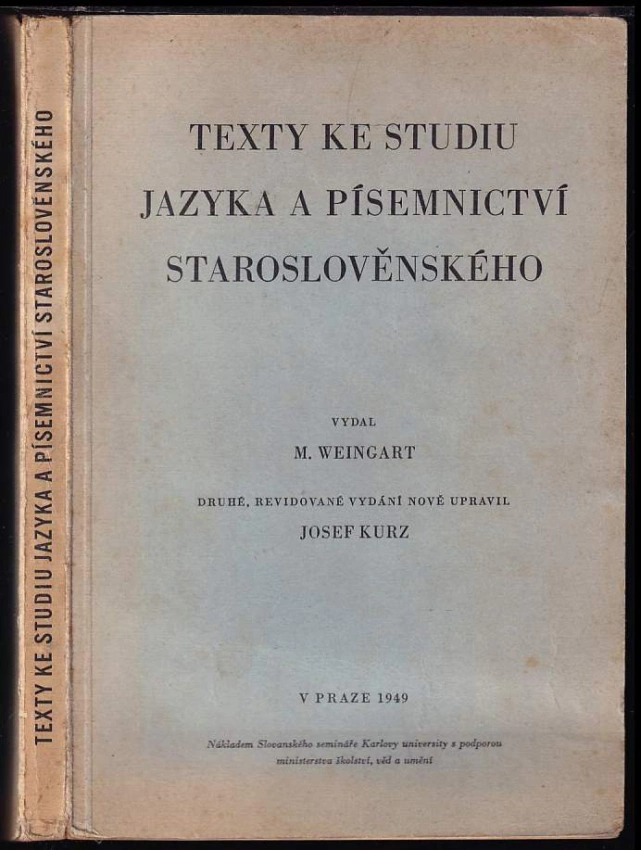 TEXTY KE STUDIU JAZYKA A PÍSEMNICTVÍ STAROSLOVĚNSKÉHO
TEXTY KE STUDIU
JAZYKA A PÍSEMNICTVÍ
STAROSLOVĚNSKÉHO
VYDAL
M. WEINGART
DRUHÉ, REVIDOVANÉ VYDÁNÍ NOVĚ UPRAVIL
JOSEF KURZ
V PRAZE 1949
Nákladem Slovanského semináře Karlovy university s podporou
ministerstva školství, věd a umění